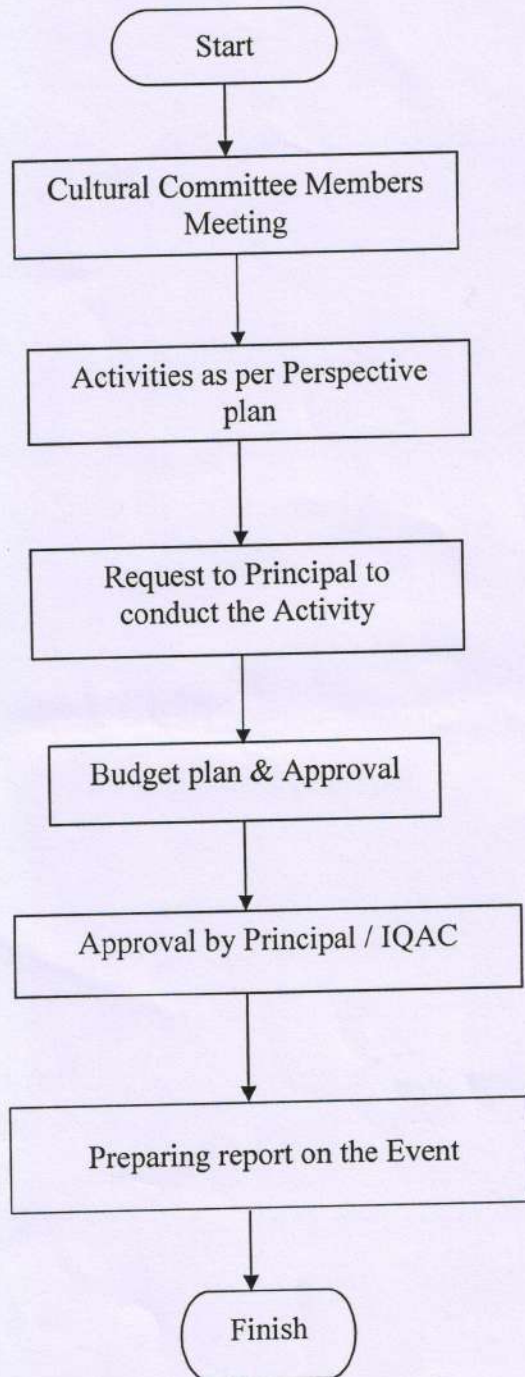 Start
Cultural Committee Members
Meeting
Activities as per Perspective
plan
Request to Principal to
conduct the Activity
Budget plan & Approval
Approval by Principal / IQAC
Preparing report on the Event
Finish